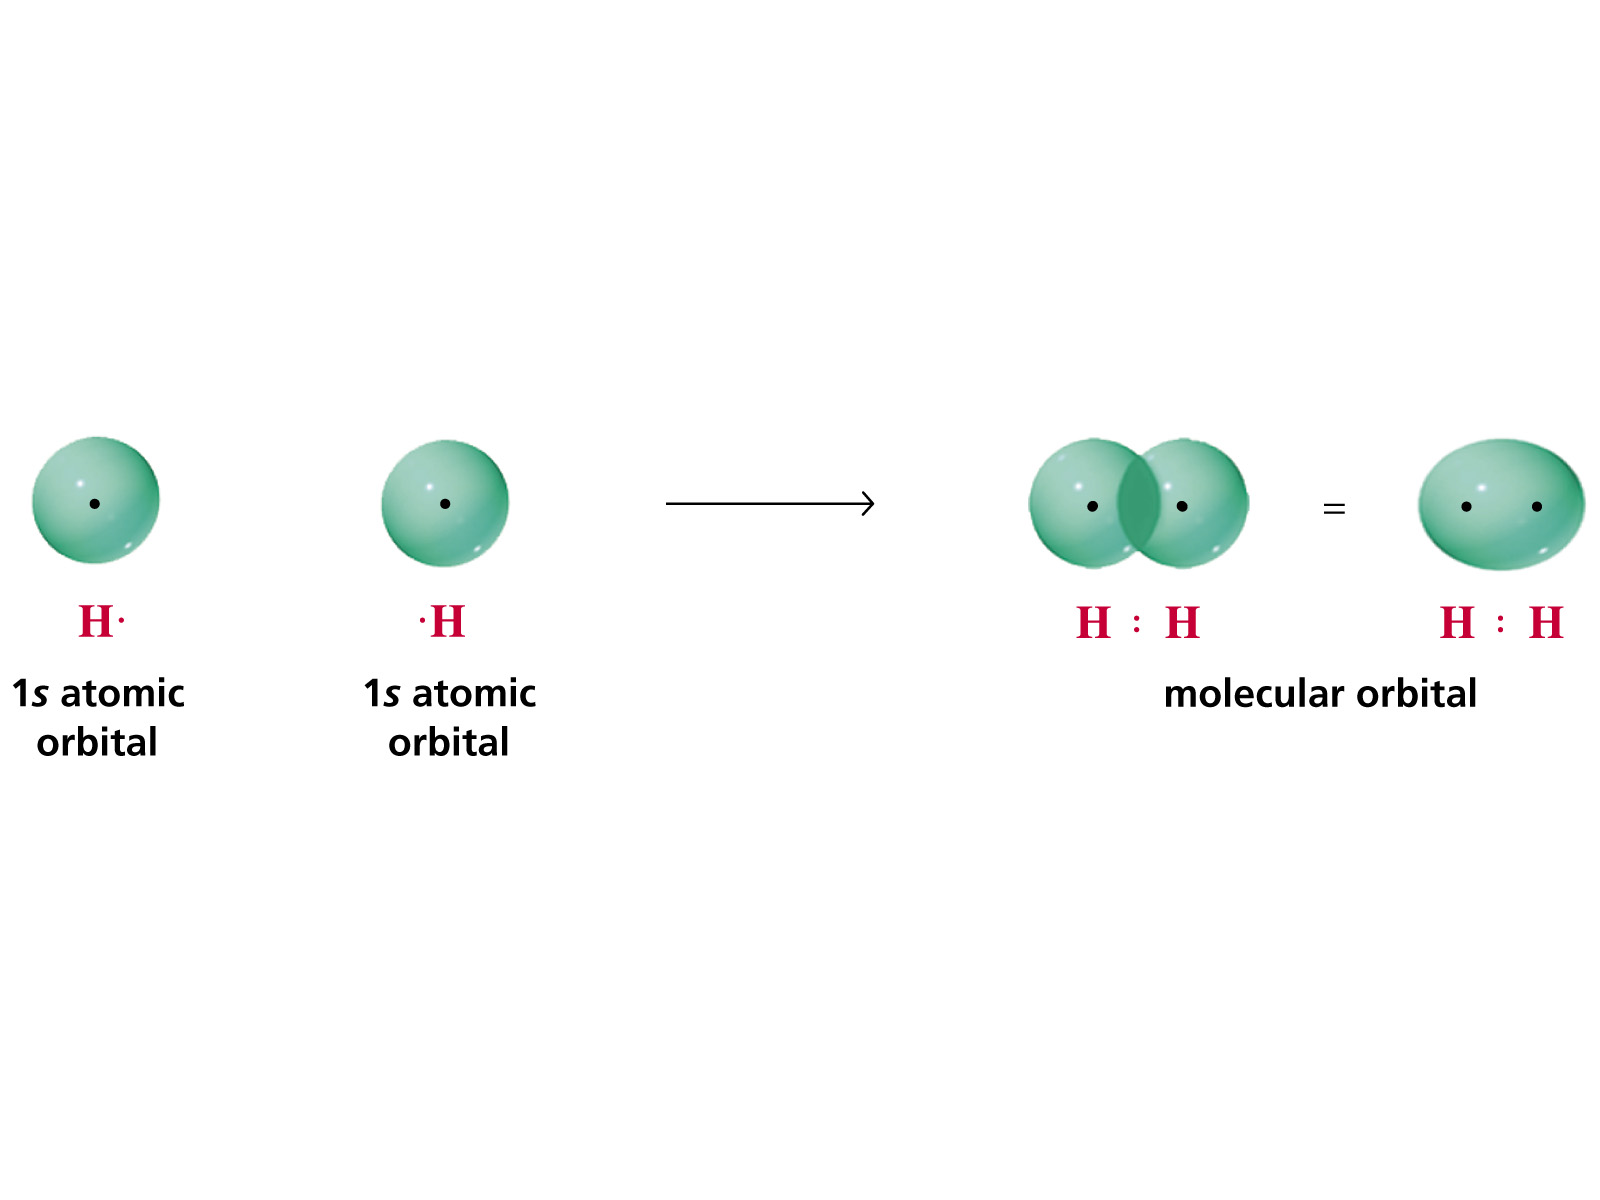 =
H·
·H
H : H
H : H
1s atomic
orbital
1s atomic
orbital
molecular orbital